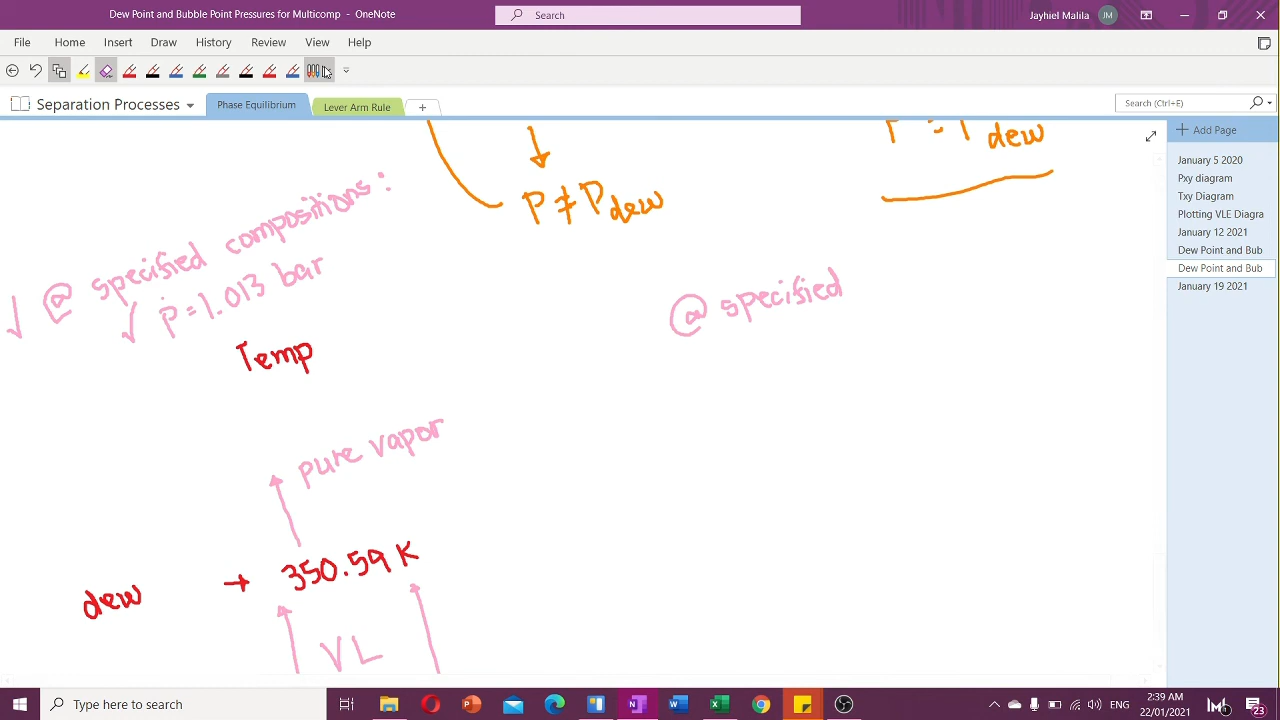 Dew Point and Bubble Point Pressures for Multicomp - OneNote
Search
Jayhiel Malila
JM
File Home Insert Draw History Review View Help
Separation Processes
Phase Equilibrium
Lever Arm Rule
Search (Ctrl+E)
Add Page
January 5 2020
Pxy diagram
Txy Diagram
Plotting VLE Diagra
January 12 2021
Dew Point and Bub
Dew Point and Bub
January 19 2021
dew
P ≠ P dew
√ @ specified compositions:
√ P = 1.013 bar
Temp
@ specified
pure vapor
dew → 350.59 K
VL
Type here to search
ENG
2:39 AM
22/01/2021
23